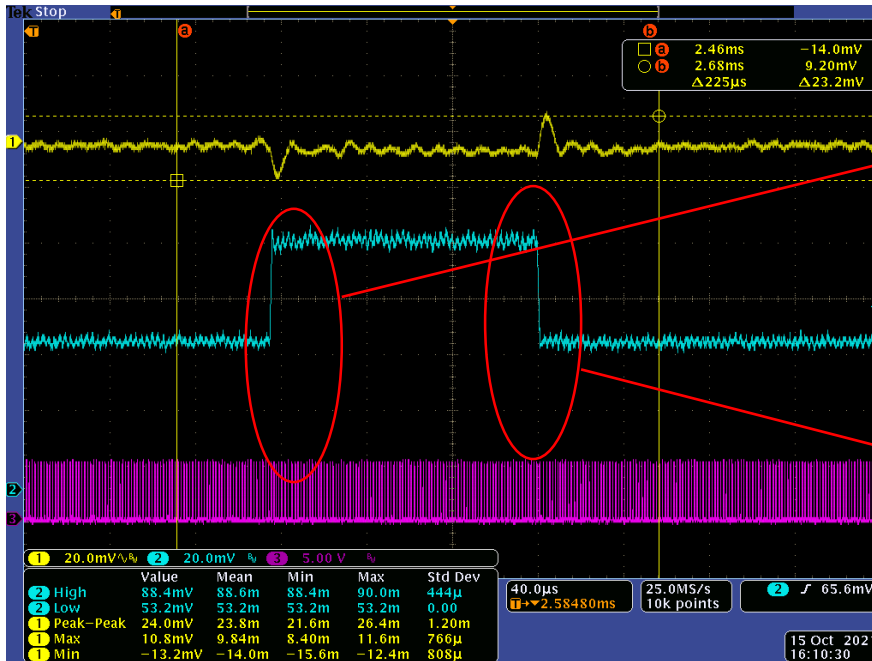 Tek Stop
T
T
a
b
a 2.46ms −14.0mV
b 2.68ms 9.20mV
Δ225µs Δ23.2mV
1
2
3
1 20.0mV 2 20.0mV 3 5.00 V
Value Mean Min Max Std Dev
2 High 88.4mV 88.6m 88.4m 90.0m 444µ
2 Low 53.2mV 53.2m 53.2m 53.2m 0.00
1 Peak−Peak 24.0mV 23.8m 21.6m 26.4m 1.20m
1 Max 10.8mV 9.84m 8.40m 11.6m 766µ
1 Min −13.2mV −14.0m −15.6m −12.4m 808µ
40.0µs
T→▼2.58480ms
25.0MS/s
10k points
2 65.6mV
15 Oct 202
16:10:30